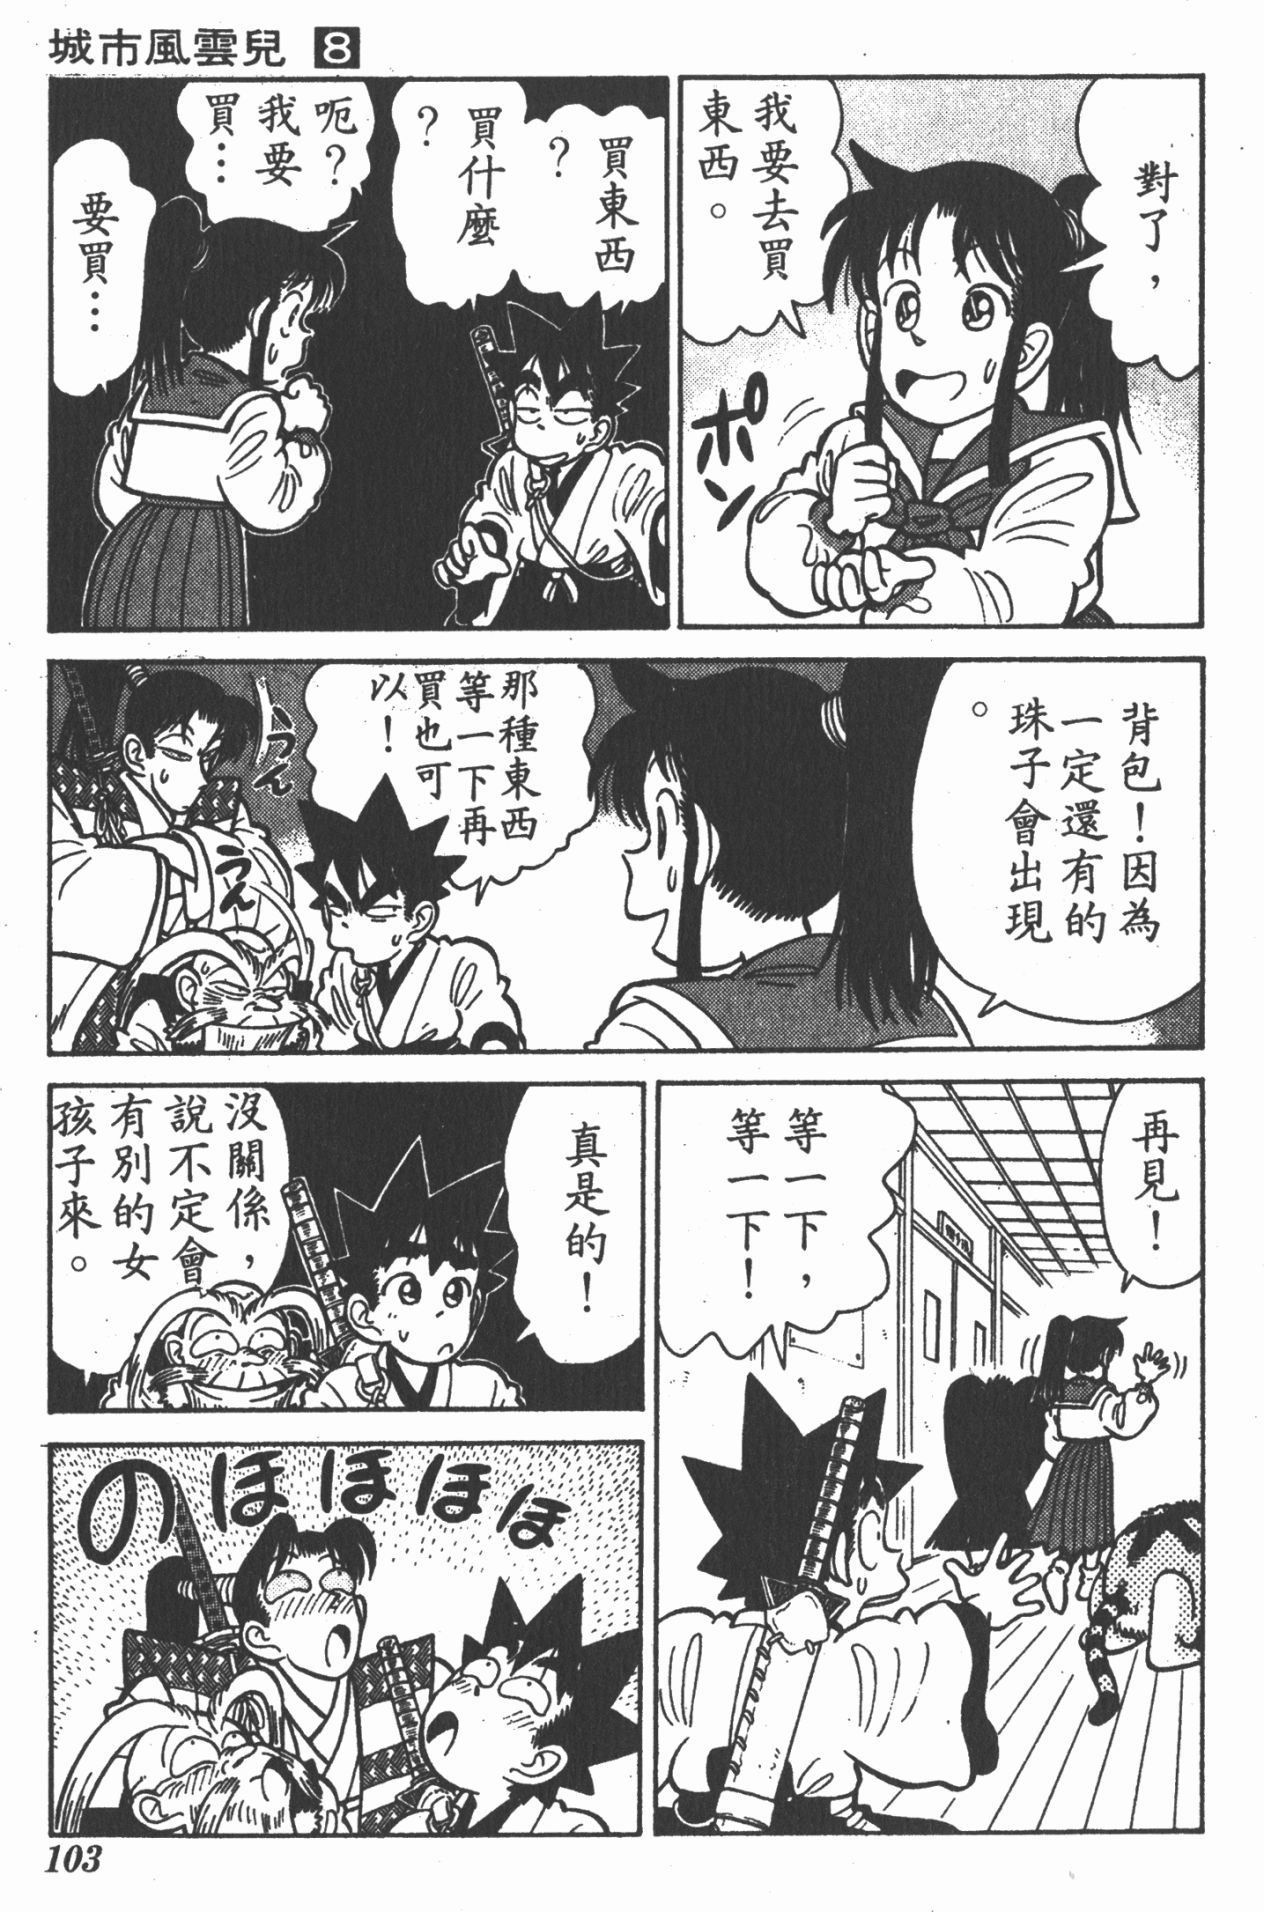 城市風雲兒 8
對了，
我要去買
東西。
ポン
買東西
？
買什麼
？
呃？
我要
買…
要買…
背包！因為
一定還有的
珠子會出現
。
那種東西
等一下再
買也可
以！
うん
うん
再見！
等一下，
等一下！
真是的！
沒關係，
說不定會
有別的女
孩子來。
のほほほほ
103